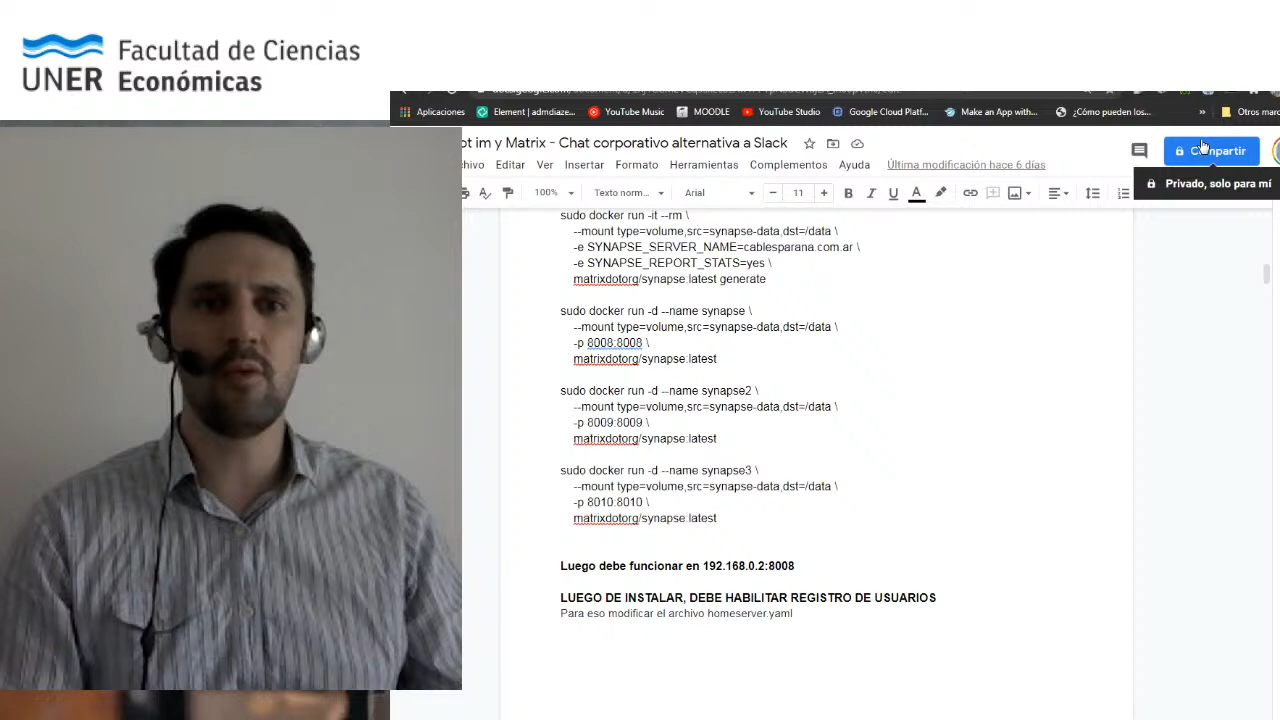 UNER
Facultad de Ciencias
Económicas
Aplicaciones
Element | admdiaze...
YouTube Music
MOODLE
YouTube Studio
Google Cloud Platf...
Make an App with...
¿Cómo pueden los...
»
Otros mar
ot im y Matrix - Chat corporativo alternativa a Slack
Compartir
hivo Editar Ver Insertar Formato Herramientas Complementos Ayuda Última modificación hace 6 días
Privado, solo para mí
100% Texto norm... Arial 11 B I U A
sudo docker run -it --rm \
--mount type=volume,src=synapse-data,dst=/data \
-e SYNAPSE_SERVER_NAME=cablesparana.com.ar \
-e SYNAPSE_REPORT_STATS=yes \
matrixdotorg/synapse:latest generate
sudo docker run -d --name synapse \
--mount type=volume,src=synapse-data,dst=/data \
-p 8008:8008 \
matrixdotorg/synapse:latest
sudo docker run -d --name synapse2 \
--mount type=volume,src=synapse-data,dst=/data \
-p 8009:8009 \
matrixdotorg/synapse:latest
sudo docker run -d --name synapse3 \
--mount type=volume,src=synapse-data,dst=/data \
-p 8010:8010 \
matrixdotorg/synapse:latest
Luego debe funcionar en 192.168.0.2:8008
LUEGO DE INSTALAR, DEBE HABILITAR REGISTRO DE USUARIOS
Para eso modificar el archivo homeserver.yaml